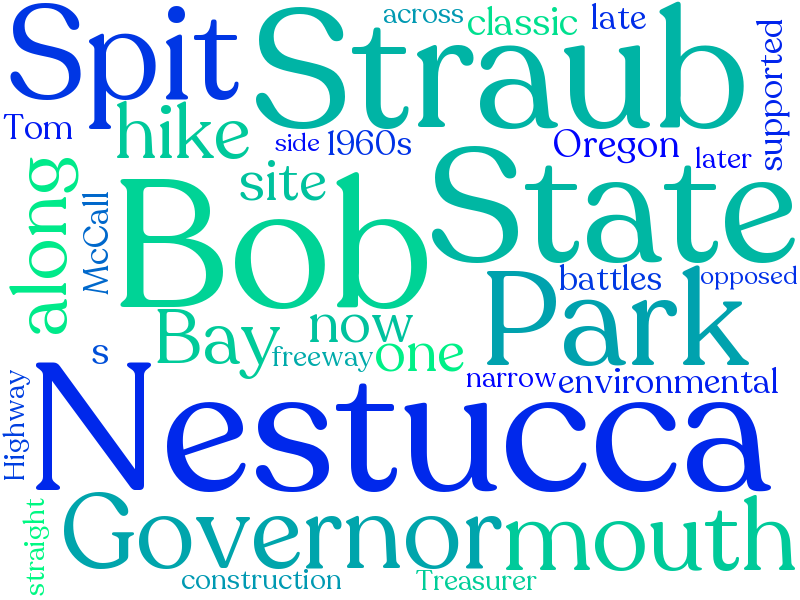 across
classic
late
Spit
Straub
supported
Tom
hike
side
1960s
Oregon
later
along
site
State
McCall
Bob
battles
opposed
Park
Bay
now
s
freeway
one
narrow
environmental
Highway
Nestucca
straight
Governor
mouth
construction
Treasurer